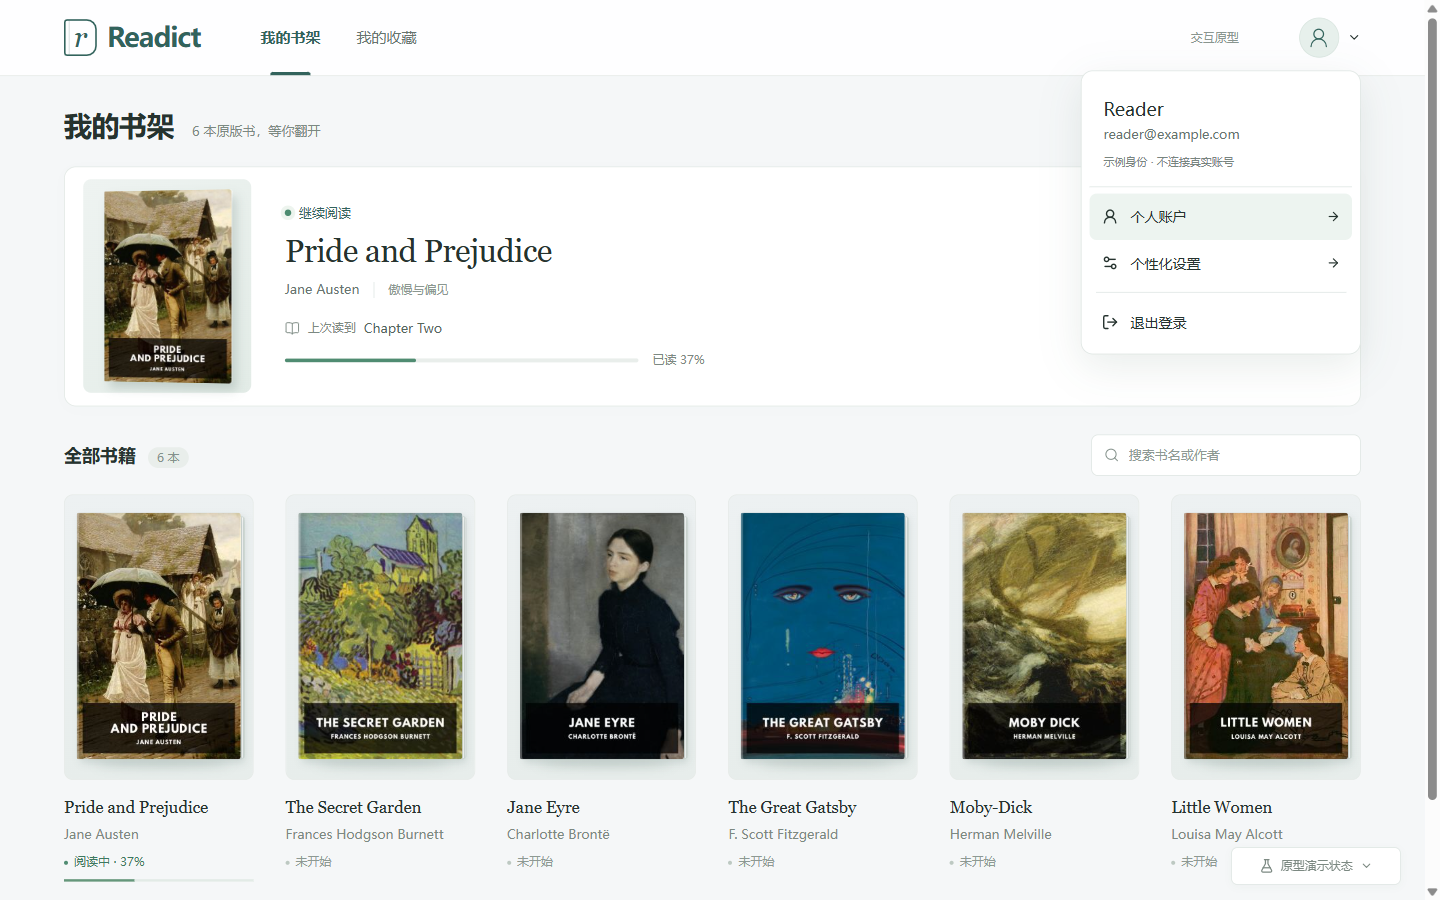 r Readict
我的书架
我的收藏
交互原型
我的书架
6 本原版书，等你翻开
Reader
reader@example.com
示例身份 · 不连接真实账号
个人账户
个性化设置
退出登录
PRIDE
AND PREJUDICE
JANE AUSTEN
继续阅读
Pride and Prejudice
Jane Austen
傲慢与偏见
上次读到 Chapter Two
已读 37%
全部书籍
6 本
搜索书名或作者
PRIDE
AND PREJUDICE
JANE AUSTEN
Pride and Prejudice
Jane Austen
阅读中 · 37%
THE SECRET GARDEN
FRANCES HODGSON BURNETT
The Secret Garden
Frances Hodgson Burnett
未开始
JANE EYRE
CHARLOTTE BRONTË
Jane Eyre
Charlotte Brontë
未开始
THE GREAT GATSBY
F. SCOTT FITZGERALD
The Great Gatsby
F. Scott Fitzgerald
未开始
MOBY DICK
HERMAN MELVILLE
Moby-Dick
Herman Melville
未开始
LITTLE WOMEN
LOUISA MAY ALCOTT
Little Women
Louisa May Alcott
未开始
原型演示状态